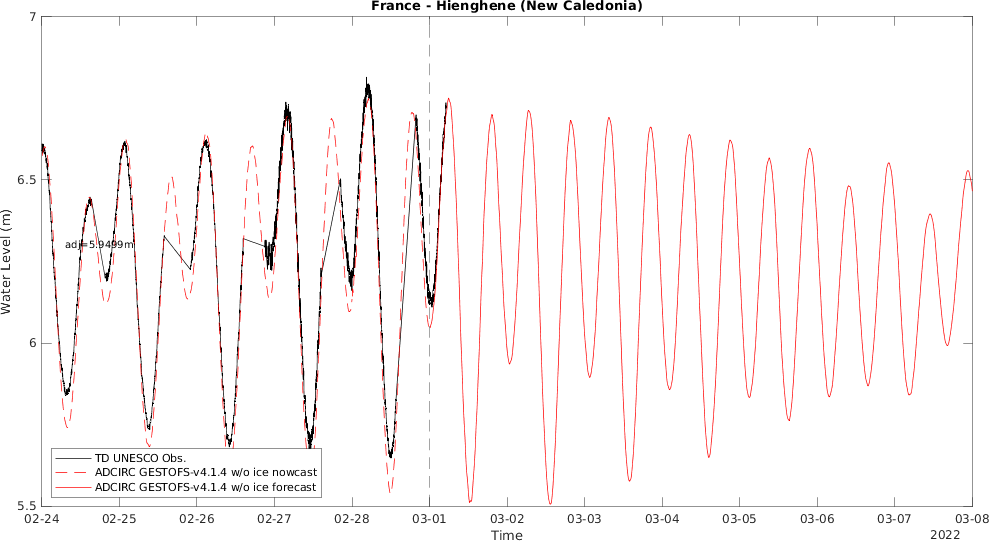 France - Hienghene (New Caledonia)
7
6.5
6
5.5
Water Level (m)
adj=5.9499m
TD UNESCO Obs.
ADCIRC GESTOFS-v4.1.4 w/o ice nowcast
ADCIRC GESTOFS-v4.1.4 w/o ice forecast
02-24 02-25 02-26 02-27 02-28 03-01 03-02 03-03 03-04 03-05 03-06 03-07 03-08
Time
2022